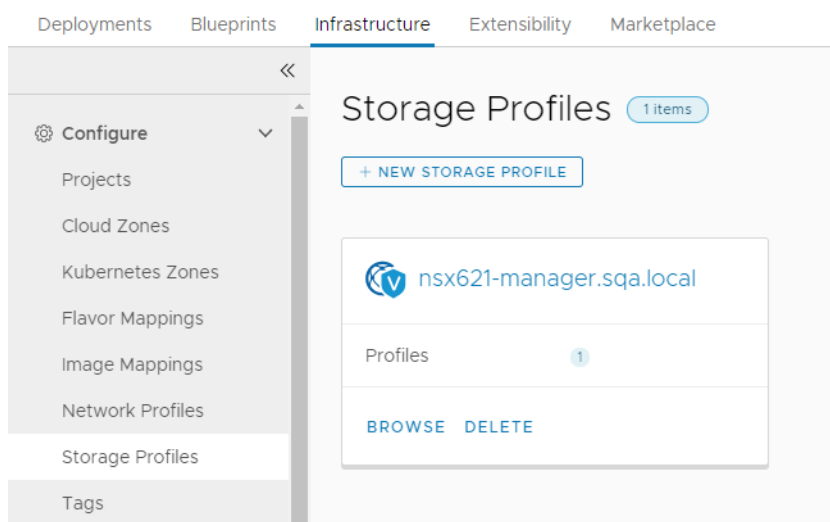 Deployments Blueprints Infrastructure Extensibility Marketplace
Configure
Projects
Cloud Zones
Kubernetes Zones
Flavor Mappings
Image Mappings
Network Profiles
Storage Profiles
Tags
Storage Profiles 1 items
+ NEW STORAGE PROFILE
V nsx621-manager.sqa.local
Profiles 1
BROWSE DELETE